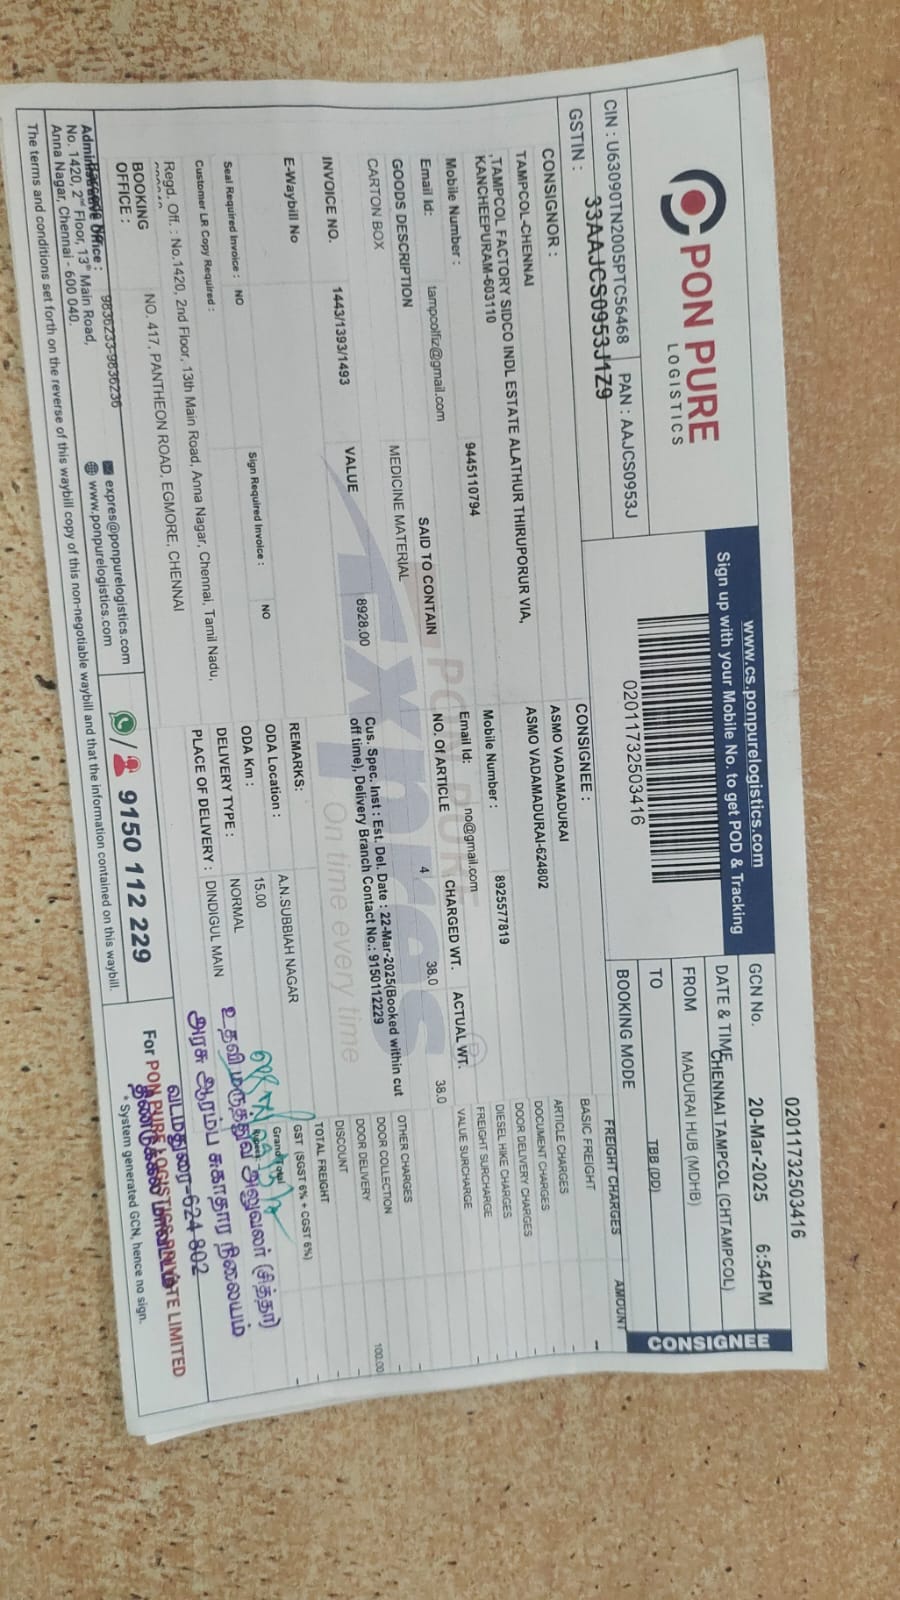 PON PURE
LOGISTICS
CIN : U63090TN2005PTC56468
PAN : AAJCS0953J
GSTIN :
33AAJCS0953J1Z9
www.cs.ponpurelogistics.com
Sign up with your Mobile No. to get POD & Tracking
0201173250​3416
GCN No.
02011732503416
DATE & TIME
20-Mar-2025 6:54PM
FROM
CHENNAI TAMPCOL (CHTAMPCOL)
TO
MADURAI HUB (MDHB)
BOOKING MODE
TBB (DD)
CONSIGNEE
CONSIGNOR :
TAMPCOL-CHENNAI
,TAMPCOL FACTORY SIDCO INDL ESTATE ALATHUR THIRUPORUR VIA,
KANCHEEPURAM-603110
Mobile Number :
9445110794
Email Id:
tampcolfiz@gmail.com
CONSIGNEE :
ASMO VADAMADURAI
ASMO VADAMADURAI-624802
Mobile Number :
8925577819
Email Id:
no@gmail.com
GOODS DESCRIPTION
SAID TO CONTAIN
NO. Of ARTICLE
CHARGED WT.
ACTUAL WT.
CARTON BOX
MEDICINE MATERIAL
4
38.0
38.0
INVOICE NO.
1443/1393/1493
VALUE
8928.00
Cus. Spec. Inst : Est. Del. Date : 22-Mar-2025(Booked within cut
off time), Delivery Branch Contact No.: 9150112229
E-Waybill No
REMARKS:
Seal Required Invoice :
NO
Sign Required Invoice :
NO
ODA Location :
A.N.SUBBIAH NAGAR
Customer LR Copy Required :
ODA Km :
15.00
DELIVERY TYPE :
NORMAL
PLACE OF DELIVERY :
DINDIGUL MAIN
Regd. Off. : No.1420, 2nd Floor, 13th Main Road, Anna Nagar, Chennai, Tamil Nadu,
BOOKING
OFFICE :
NO. 417, PANTHEON ROAD, EGMORE, CHENNAI
FREIGHT CHARGES
AMOUNT
BASIC FREIGHT
-
ARTICLE CHARGES
-
DOCUMENT CHARGES
-
DOOR DELIVERY CHARGES
-
DIESEL HIKE CHARGES
-
FREIGHT SURCHARGE
-
VALUE SURCHARGE
-
OTHER CHARGES
-
DOOR COLLECTION
-
DOOR DELIVERY
100.00
DISCOUNT
-
TOTAL FREIGHT
-
GST (SGST 6% + CGST 6%)
-
Grand Total
-
PON PURE
Expres
On time every time
உதவி மருத்துவ அலுவலர் (சித்தா)
அரசு ஆரம்ப சுகாதார நிலையம்
வடமதுரை-624 802
Administrative Office :
9836233-9836236
No. 1420, 2nd Floor, 13th Main Road,
Anna Nagar, Chennai - 600 040.
expres@ponpurelogistics.com
www.ponpurelogistics.com
9150 112 229
For PON PURE LOGISTICS PRIVATE LIMITED
* System generated GCN, hence no sign.
The terms and conditions set forth on the reverse of this waybill copy of this non-negotiable waybill and that the information contained on this waybill.